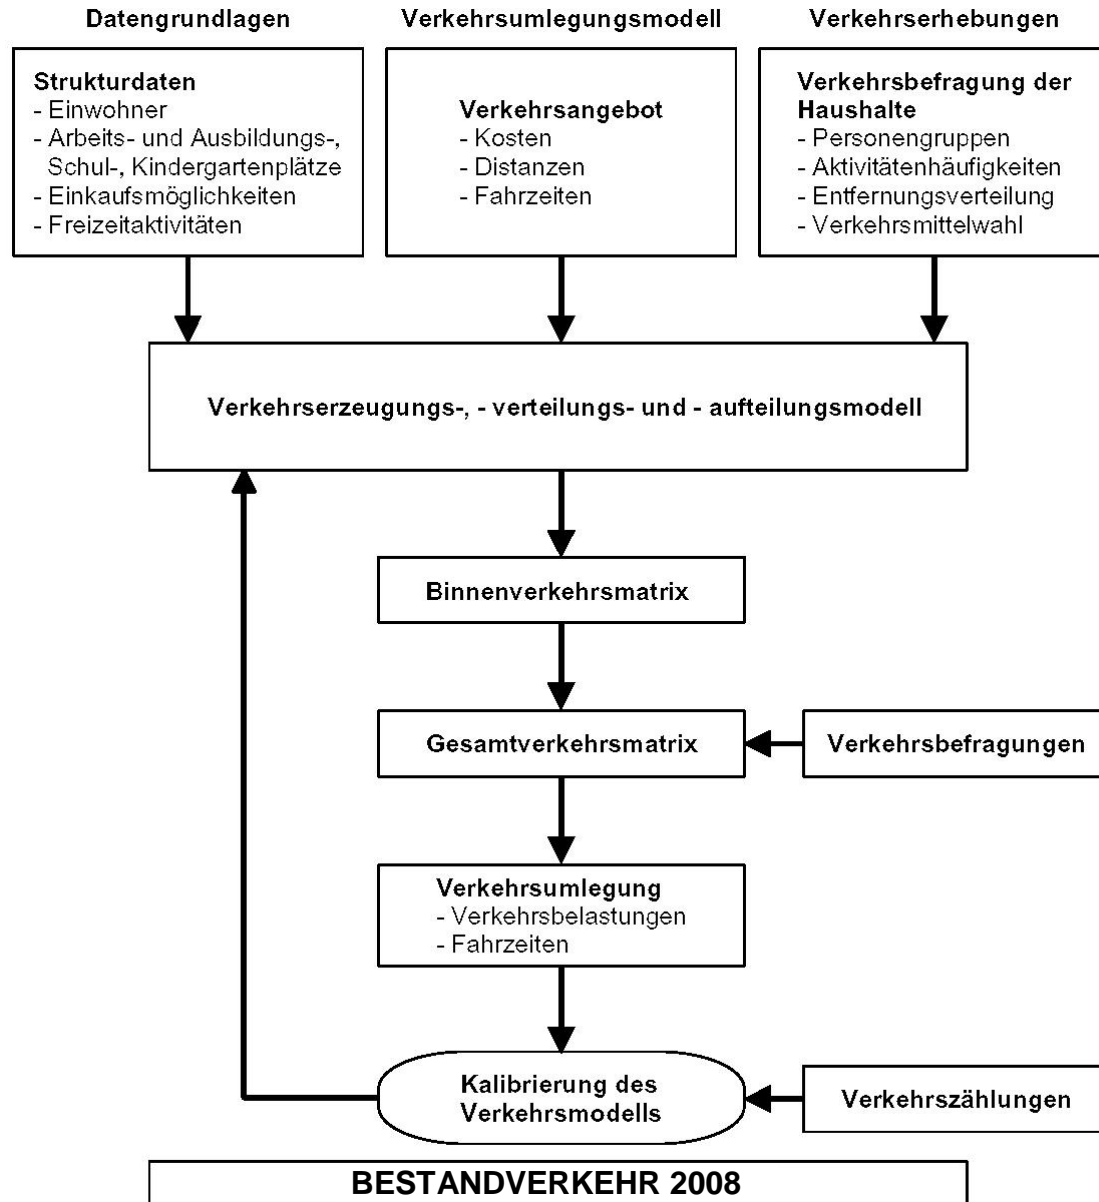 Datengrundlagen
Verkehrsumlegungsmodell
Verkehrserhebungen
Strukturdaten
- Einwohner
- Arbeits- und Ausbildungs-,
Schul-, Kindergartenplätze
- Einkaufsmöglichkeiten
- Freizeitaktivitäten
Verkehrsangebot
- Kosten
- Distanzen
- Fahrzeiten
Verkehrsbefragung der
Haushalte
- Personengruppen
- Aktivitätenhäufigkeiten
- Entfernungsverteilung
- Verkehrsmittelwahl
Verkehrserzeugungs-, - verteilungs- und - aufteilungsmodell
Binnenverkehrsmatrix
Gesamtverkehrsmatrix
Verkehrsbefragungen
Verkehrsumlegung
- Verkehrsbelastungen
- Fahrzeiten
Kalibrierung des
Verkehrsmodells
Verkehrszählungen
BESTANDVERKEHR 2008